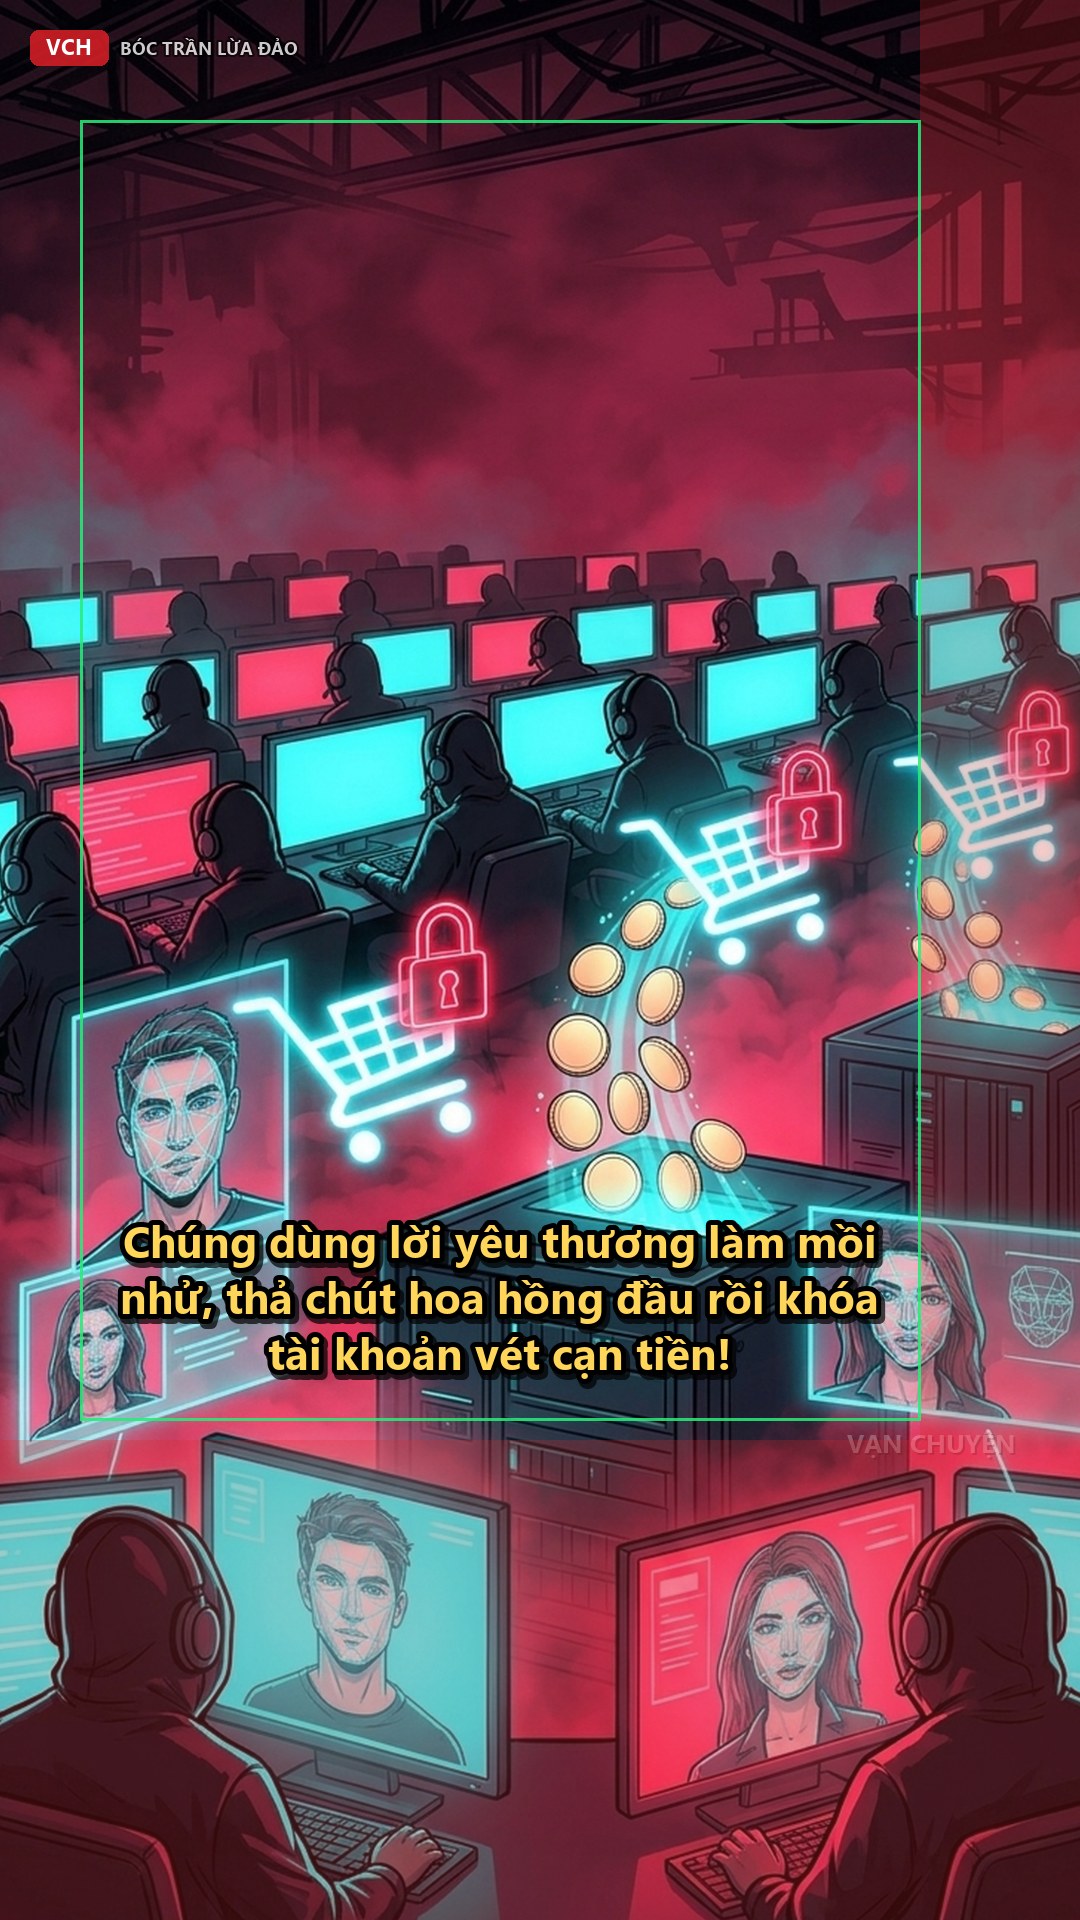 VCH BÓC TRẦN LỪA ĐẢO
Chúng dùng lời yêu thương làm mồi
nhử, thả chút hoa hồng đầu rồi khóa
tài khoản vét cạn tiền!
VẠN CHUYỆN